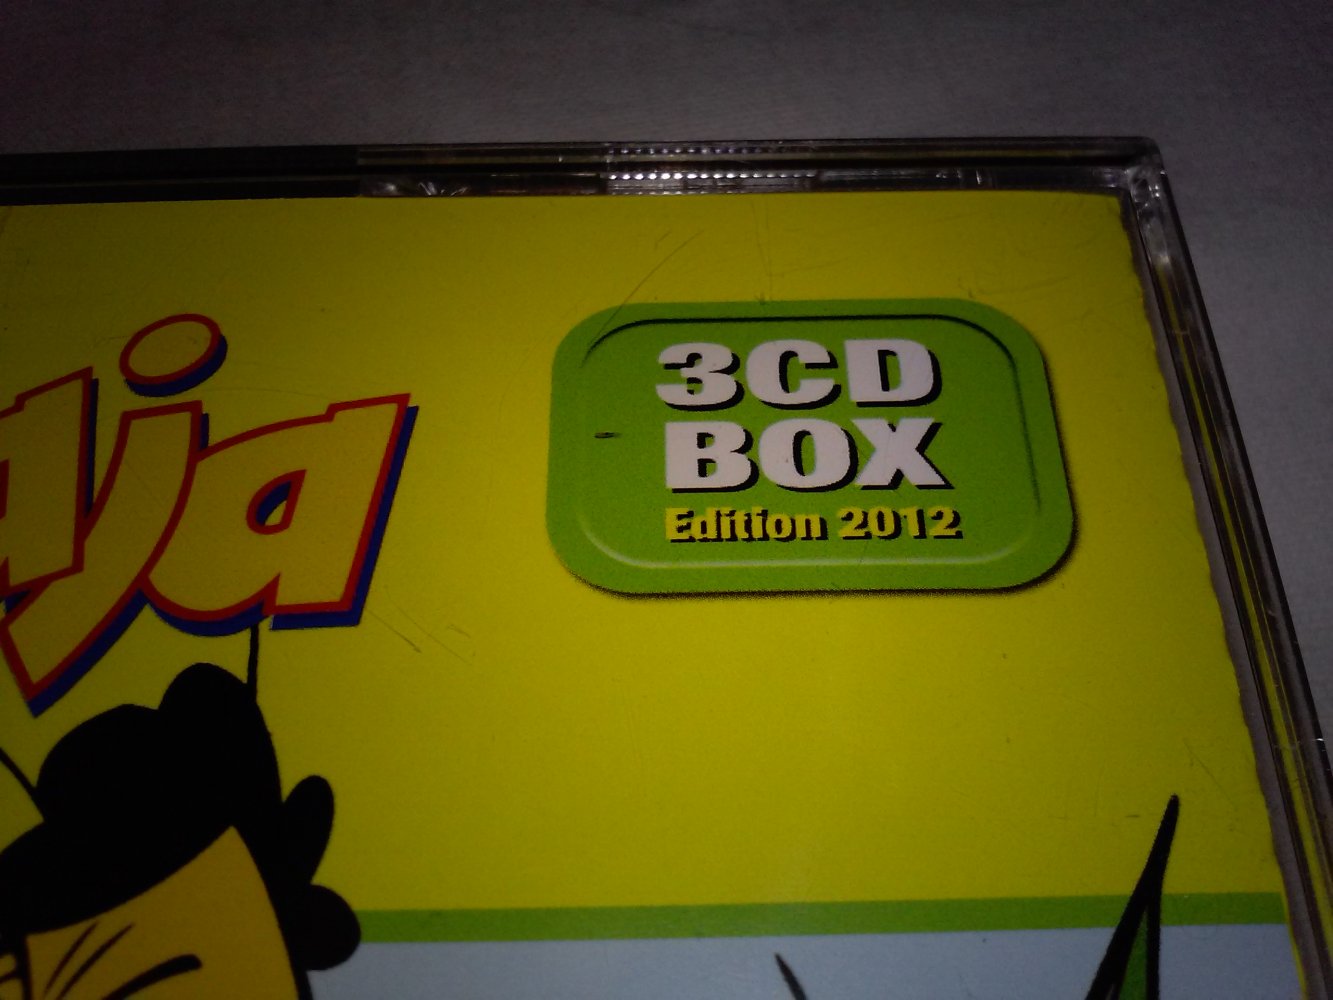 aja
3CD
BOX
Edition 2012